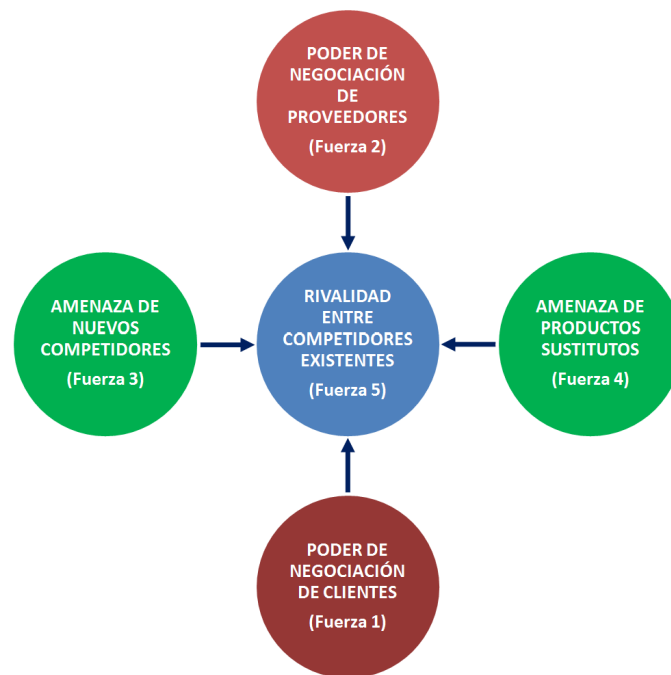 PODER DE
NEGOCIACIÓN
DE
PROVEEDORES
(Fuerza 2)
AMENAZA DE
NUEVOS
COMPETIDORES
(Fuerza 3)
RIVALIDAD
ENTRE
COMPETIDORES
EXISTENTES
(Fuerza 5)
AMENAZA DE
PRODUCTOS
SUSTITUTOS
(Fuerza 4)
PODER DE
NEGOCIACIÓN
DE CLIENTES
(Fuerza 1)